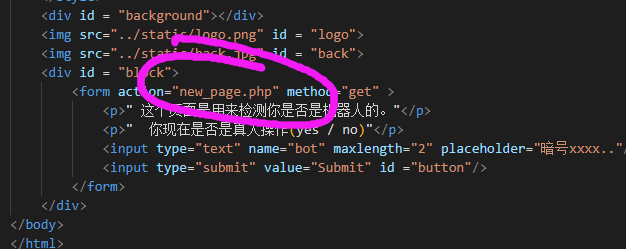 <div id = "background"></div>
<img src="../static/logo.png" id = "logo">
<img src="../static/back.jpg" id = "back">
<div id = "block">
<form action="new_page.php" method="get" >
<p>" 这个页面是用来检测你是否是机器人的。"</p>
<p>"  你现在是否是真人操作(yes / no)"</p>
<input type="text" name="bot" maxlength="2" placeholder="暗号xxxx.."/
<input type="submit" value="Submit" id ="button"/>
</form>
</div>
</body>
</html>